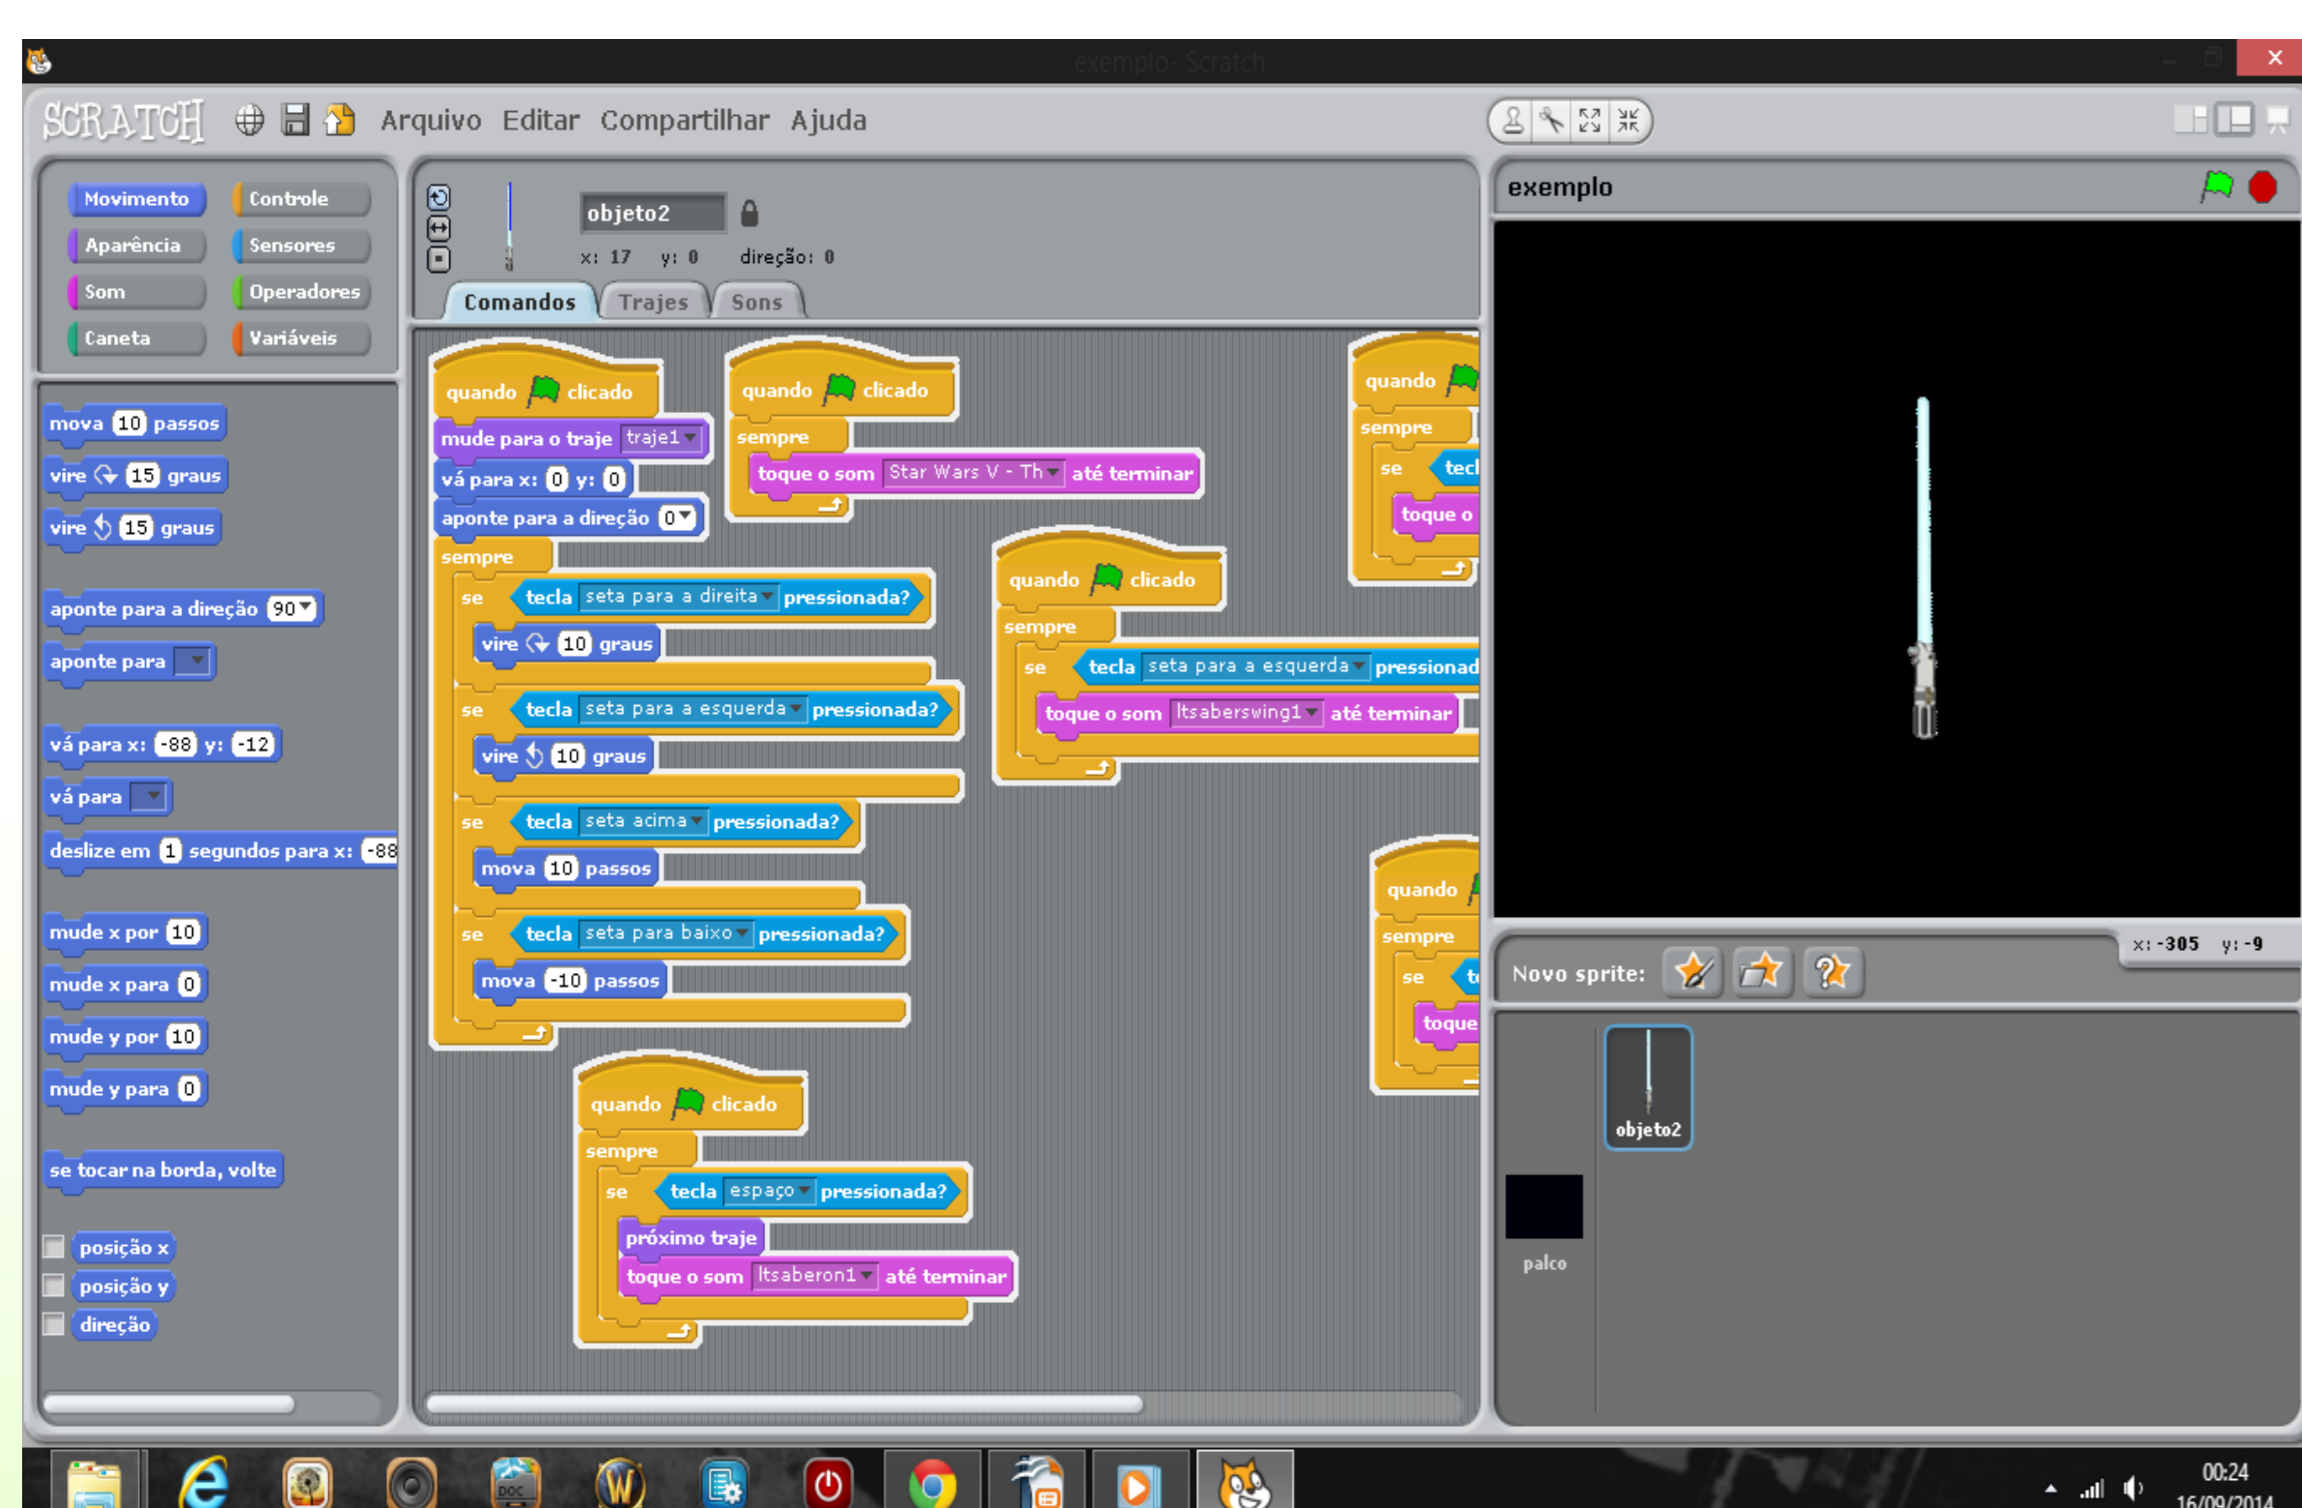 exemplo- Scratch
SCRATCH Arquivo Editar Compartilhar Ajuda
Movimento Controle
Aparência Sensores
Som Operadores
Caneta Variáveis
mova 10 passos
vire 15 graus
vire 15 graus
aponte para a direção 90
aponte para
vá para x: -88 y: -12
vá para
deslize em 1 segundos para x: -88
mude x por 10
mude x para 0
mude y por 10
mude y para 0
se tocar na borda, volte
posição x
posição y
direção
objeto2
x: 17 y: 0 direção: 0
Comandos Trajes Sons
quando clicado
mude para o traje traje1
vá para x: 0 y: 0
aponte para a direção 0
sempre
se tecla seta para a direita pressionada?
vire 10 graus
se tecla seta para a esquerda pressionada?
vire 10 graus
se tecla seta acima pressionada?
mova 10 passos
se tecla seta para baixo pressionada?
mova -10 passos
quando clicado
sempre
toque o som Star Wars V - Th até terminar
quando clicado
sempre
se tecla seta para a esquerda pressionad
toque o som ltsaberswing1 até terminar
quando clicado
sempre
se tecla espaço pressionada?
próximo traje
toque o som ltsaberon1 até terminar
quando
sempre
se tecl
toque o
quando
sempre
se te
toque
exemplo
x: -305 y: -9
Novo sprite:
objeto2
palco
DOC
W
00:24
16/09/2014